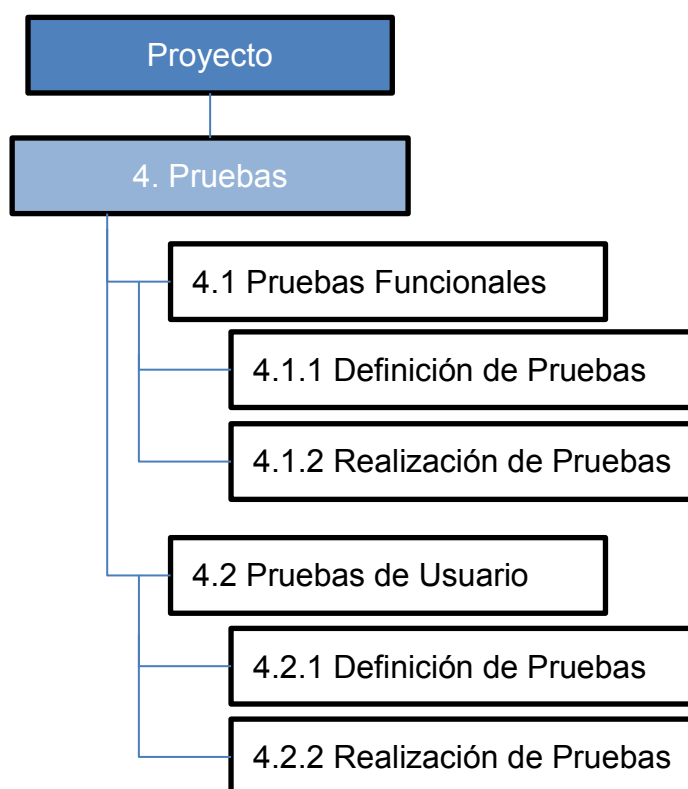 Proyecto
4. Pruebas
4.1 Pruebas Funcionales
4.1.1 Definición de Pruebas
4.1.2 Realización de Pruebas
4.2 Pruebas de Usuario
4.2.1 Definición de Pruebas
4.2.2 Realización de Pruebas